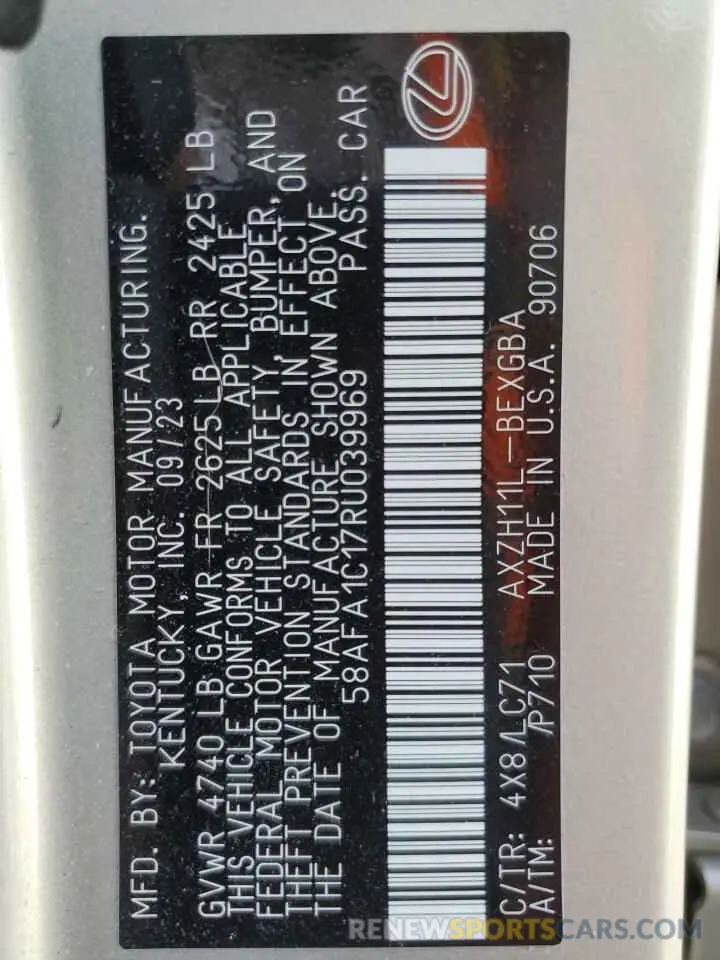 MFD. BY: TOYOTA MOTOR MANUFACTURING.
KENTUCKY, INC. 09/23
GVWR 4740 LB GAWR FR 2625 LB RR 2425 LB
THIS VEHICLE CONFORMS TO ALL APPLICABLE
FEDERAL MOTOR VEHICLE SAFETY, BUMPER, AND
THEFT PREVENTION STANDARDS IN EFFECT ON
THE DATE OF MANUFACTURE SHOWN ABOVE.
58AFA1C17RU039969 PASS. CAR
C/TR: 4X8/LC71 AXZH11L-BEXGBA
A/TM: /P710 MADE IN U.S.A. 90706
RENEWSPORTSCARS.COM